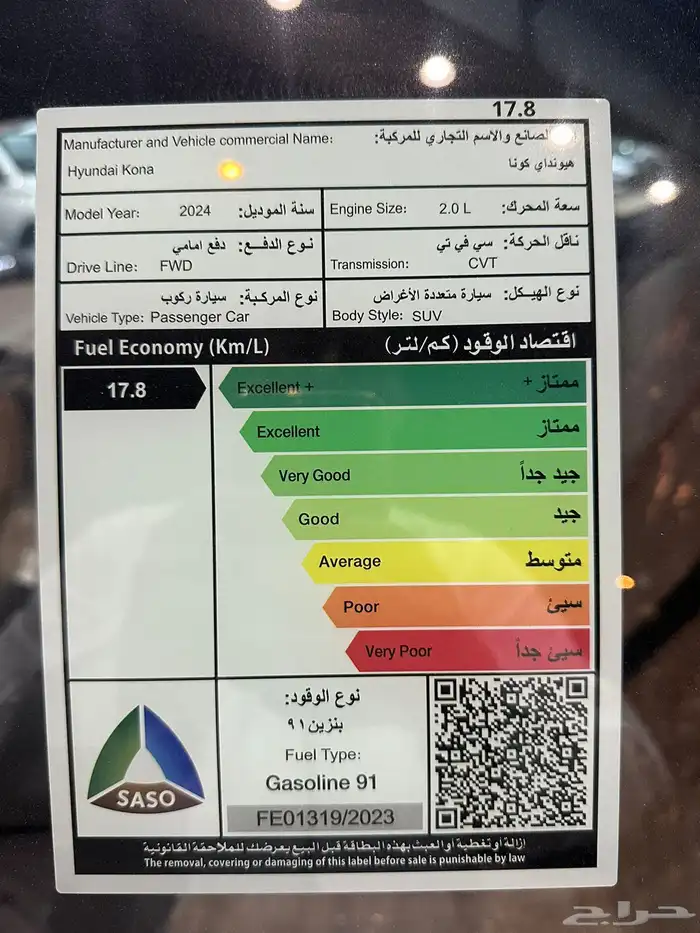 17.8
Manufacturer and Vehicle commercial Name: الصانع والاسم التجاري للمركبة:
Hyundai Kona هيونداي كونا
Model Year: 2024 سنة الموديل: Engine Size: 2.0 L سعة المحرك:
نوع الدفع: دفع امامي
Drive Line: FWD
ناقل الحركة: سي في تي
Transmission: CVT
نوع المركبة: سيارة ركوب
Vehicle Type: Passenger Car
نوع الهيكل: سيارة متعددة الأغراض
Body Style: SUV
Fuel Economy (Km/L) اقتصاد الوقود (كم/لتر)
17.8
Excellent + ممتاز +
Excellent ممتاز
Very Good جيد جداً
Good جيد
Average متوسط
Poor سيئ
Very Poor سيئ جداً
SASO
نوع الوقود:
بنزين ٩١
Fuel Type:
Gasoline 91
FE01319/2023
إزالة أو تغطية أو العبث بهذه البطاقة قبل البيع يعرضك للملاحقة القانونية
The removal, covering or damaging of this label before sale is punishable by law
حراج